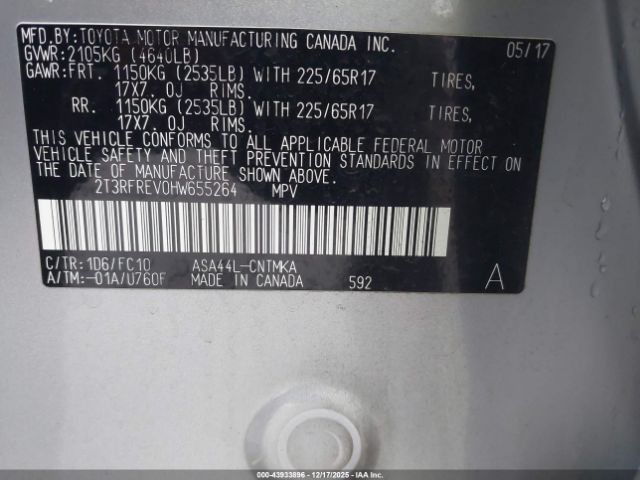 MFD.BY:TOYOTA MOTOR MANUFACTURING CANADA INC. 05/17
GVWR:2105KG (4640LB)
GAWR:FRT. 1150KG (2535LB) WITH 225/65R17 TIRES,
17X7.0J RIMS.
RR. 1150KG (2535LB) WITH 225/65R17 TIRES,
17X7.0J RIMS.
THIS VEHICLE CONFORMS TO ALL APPLICABLE FEDERAL MOTOR
VEHICLE SAFETY AND THEFT PREVENTION STANDARDS IN EFFECT ON
THE DATE OF MANUFACTURE SHOWN ABOVE.
2T3RFREV0HW655264 MPV
C/TR:1D6/FC10 ASA44L-CNTMKA
A/TM:-01A/U760F MADE IN CANADA 592 A
000-43933896 - 12/17/2025 - IAAI.COM